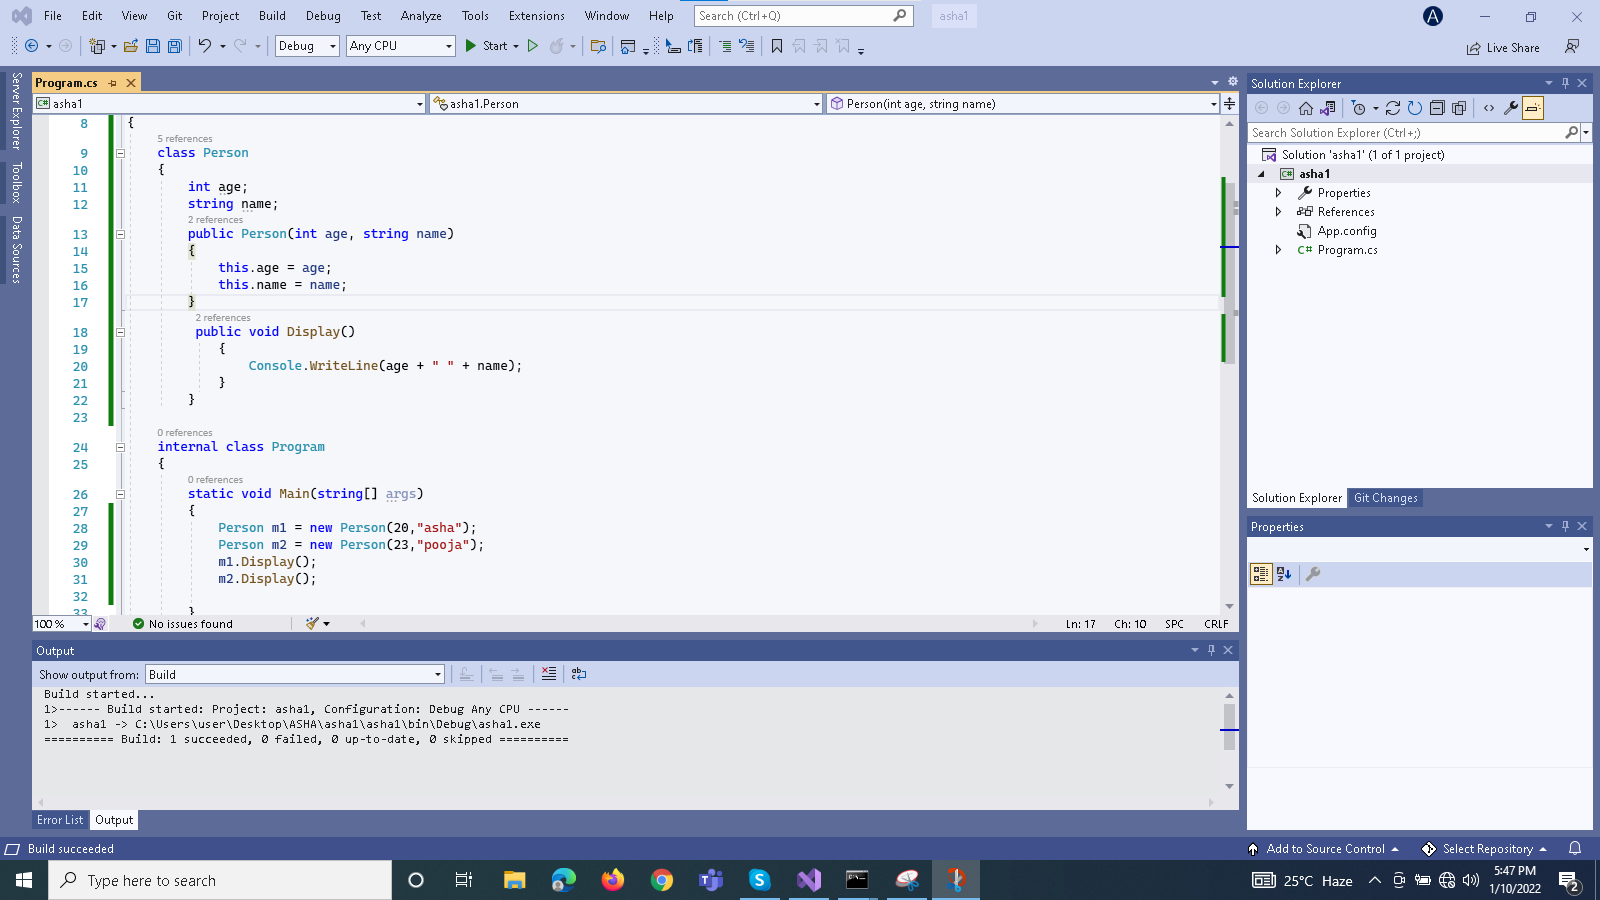 File Edit View Git Project Build Debug Test Analyze Tools Extensions Window Help Search (Ctrl+Q) asha1 A
Debug Any CPU Start Live Share
Server Explorer
Toolbox
Data Sources
Program.cs
asha1 asha1.Person Person(int age, string name)
8 {
5 references
9 class Person
10 {
11 int age;
12 string name;
2 references
13 public Person(int age, string name)
14 {
15 this.age = age;
16 this.name = name;
17 }
2 references
18 public void Display()
19 {
20 Console.WriteLine(age + " " + name);
21 }
22 }
23
0 references
24 internal class Program
25 {
0 references
26 static void Main(string[] args)
27 {
28 Person m1 = new Person(20,"asha");
29 Person m2 = new Person(23,"pooja");
30 m1.Display();
31 m2.Display();
32
33 }
100 % No issues found Ln: 17 Ch: 10 SPC CRLF
Output
Show output from: Build
Build started...
1>------ Build started: Project: asha1, Configuration: Debug Any CPU ------
1> asha1 -> C:\Users\user\Desktop\ASHA\asha1\asha1\bin\Debug\asha1.exe
========== Build: 1 succeeded, 0 failed, 0 up-to-date, 0 skipped ==========
Error List Output
Solution Explorer
Search Solution Explorer (Ctrl+;)
Solution 'asha1' (1 of 1 project)
C# asha1
Properties
References
App.config
C# Program.cs
Solution Explorer Git Changes
Properties
Build succeeded Add to Source Control Select Repository
Type here to search 25°C Haze 5:47 PM
1/10/2022 2